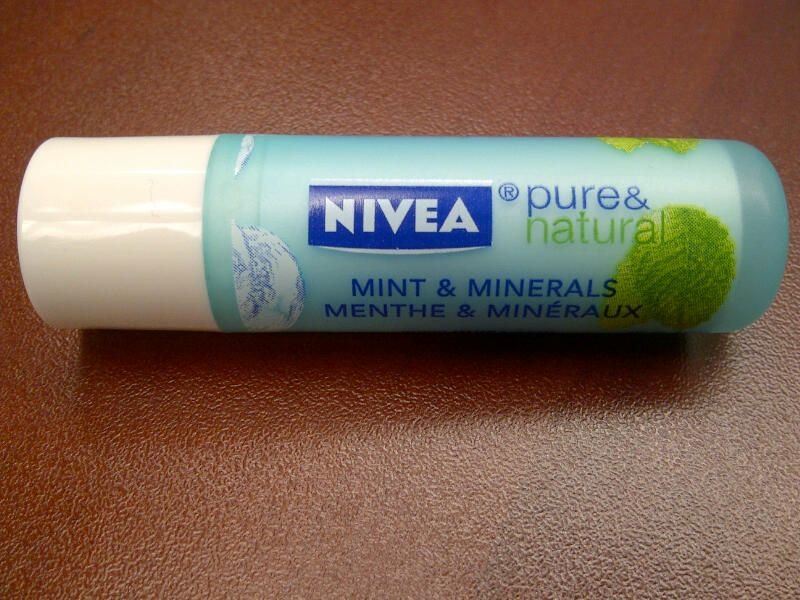 NIVEA® pure&
natural
MINT & MINERALS
MENTHE & MINÉRAUX